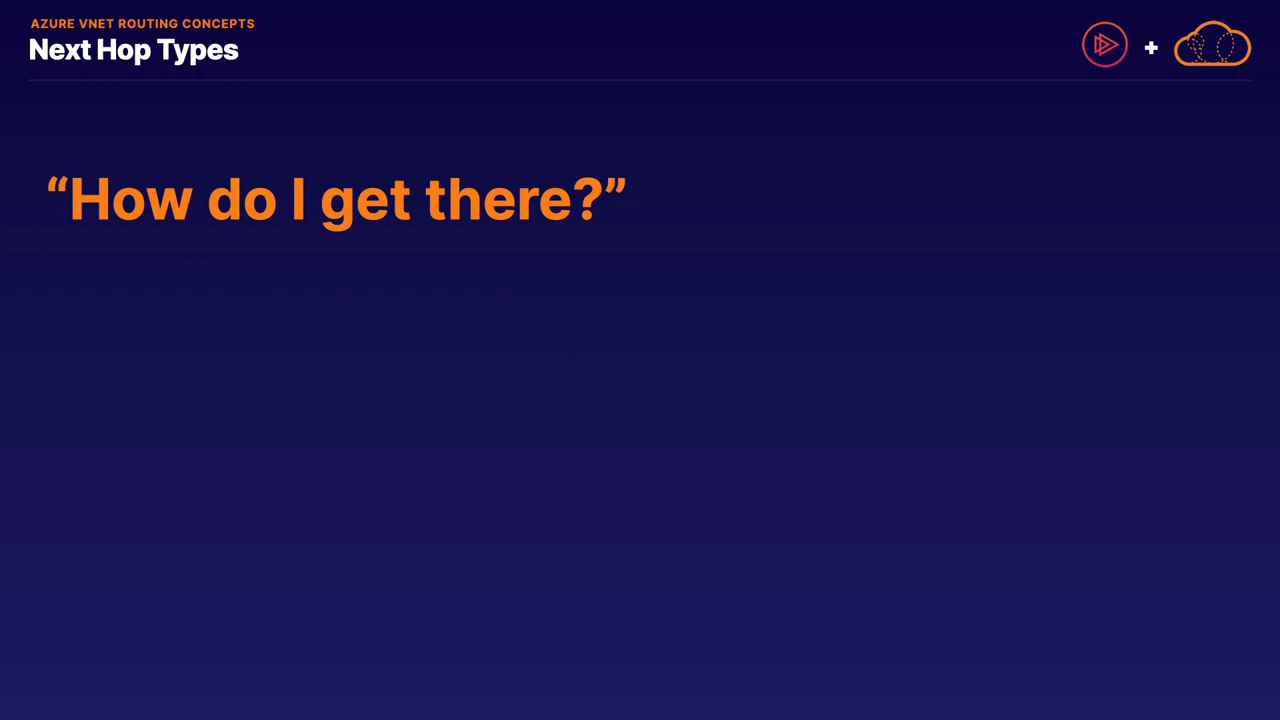 AZURE VNET ROUTING CONCEPTS
Next Hop Types
+
“How do I get there?”